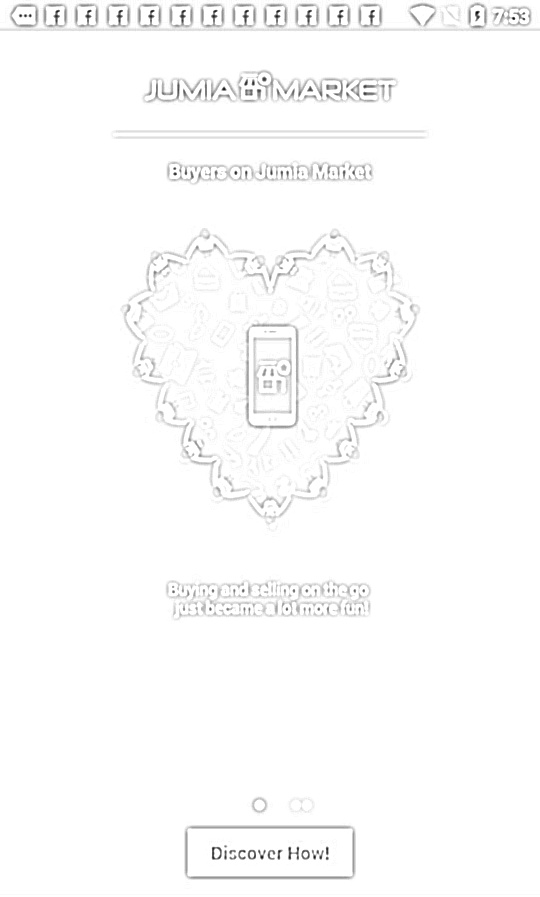 7:53
JUMIA MARKET
Buyers on Jumia Market
Buying and selling on the go
just became a lot more fun!
Discover How!